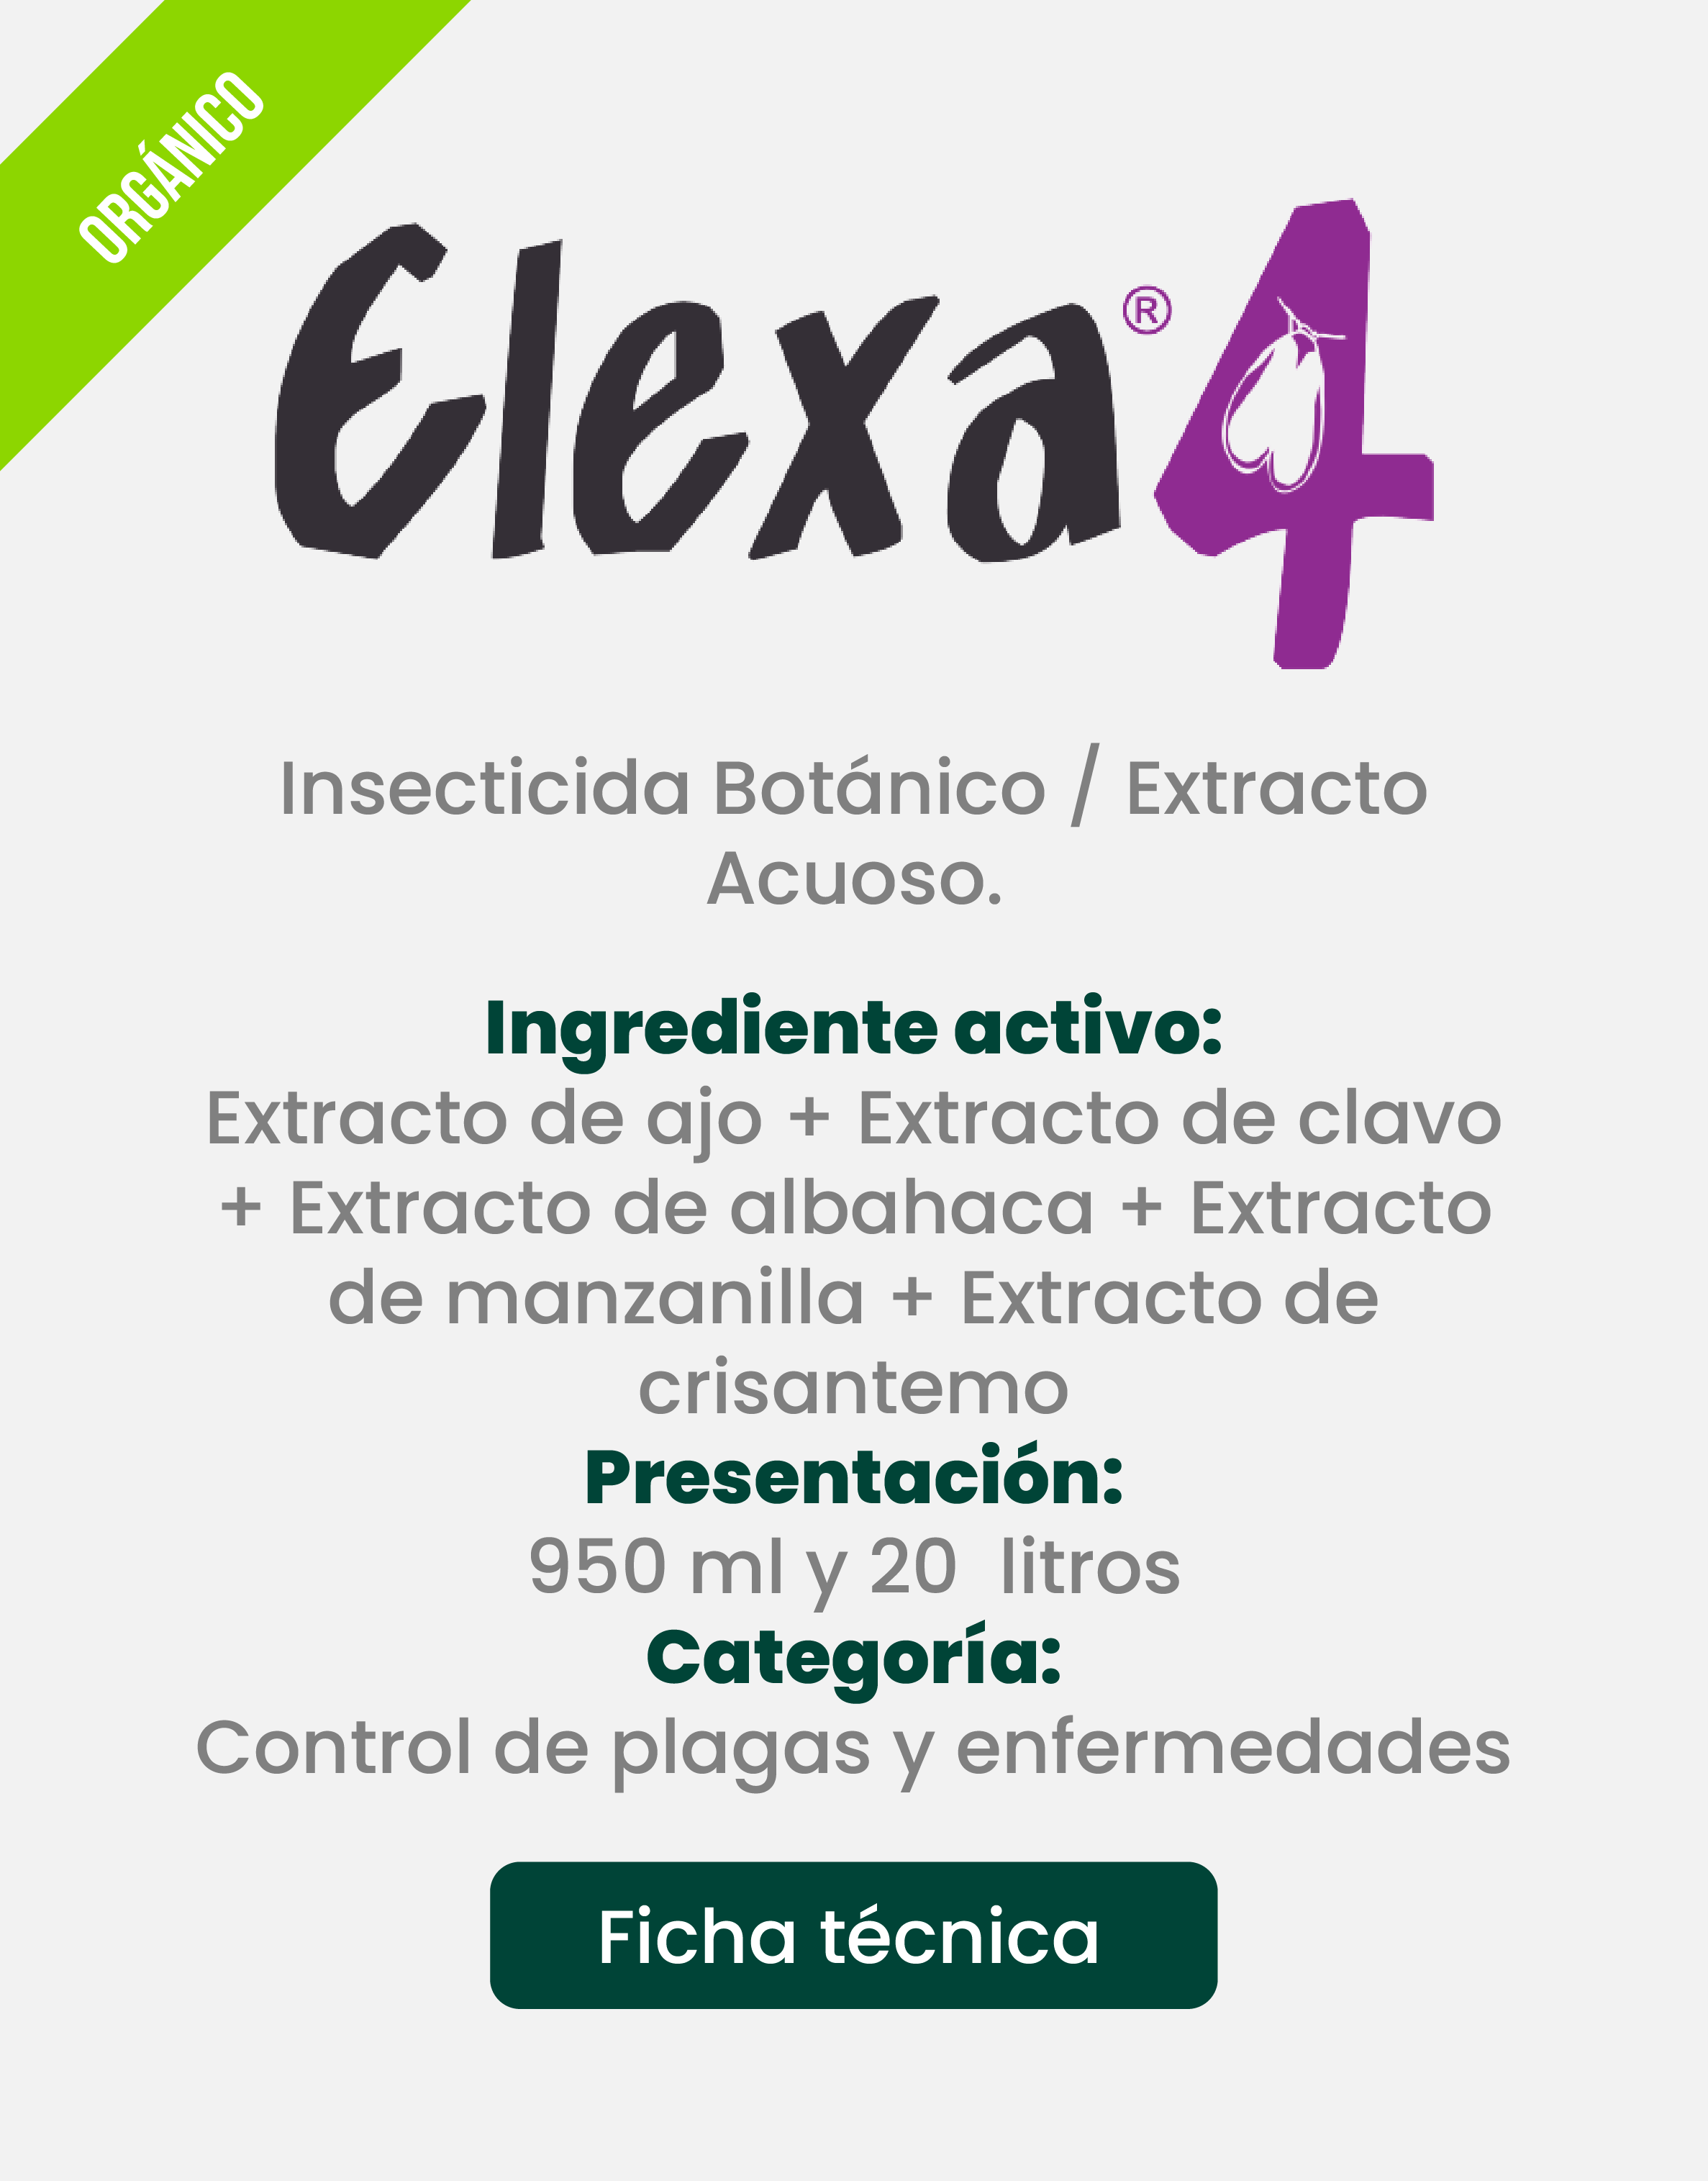 ORGÁNICO
Elexa®4
Insecticida Botánico / Extracto
Acuoso.
Ingrediente activo:
Extracto de ajo + Extracto de clavo
+ Extracto de albahaca + Extracto
de manzanilla + Extracto de
crisantemo
Presentación:
950 ml y 20  litros
Categoría:
Control de plagas y enfermedades
Ficha técnica